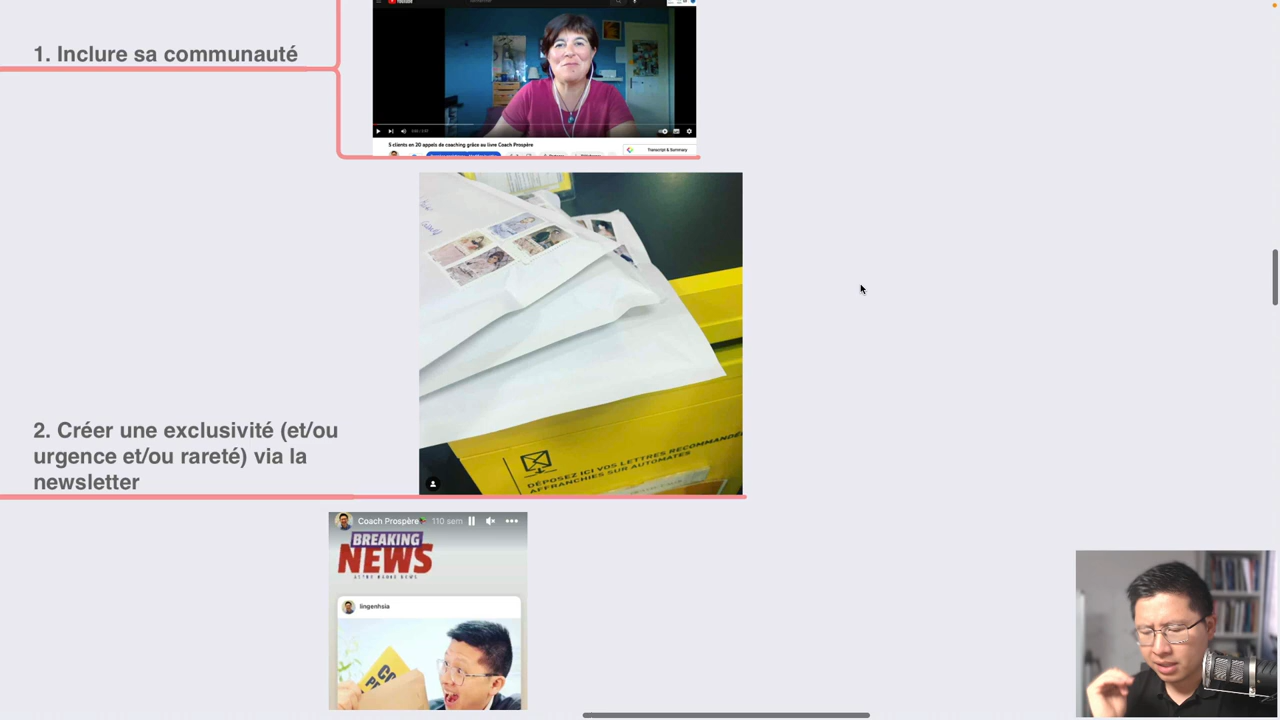 YouTube
1. Inclure sa communauté
5 clients en 20 appels de coaching grâce au livre Coach Prospère
Transcript & Summary
DÉPOSEZ ICI VOS LETTRES RECOMMANDÉ
AFFRANCHIES SUR AUTOMATES
2. Créer une exclusivité (et/ou
urgence et/ou rareté) via la
newsletter
Coach Prospère 110 sem
BREAKING
NEWS
lingenhsia